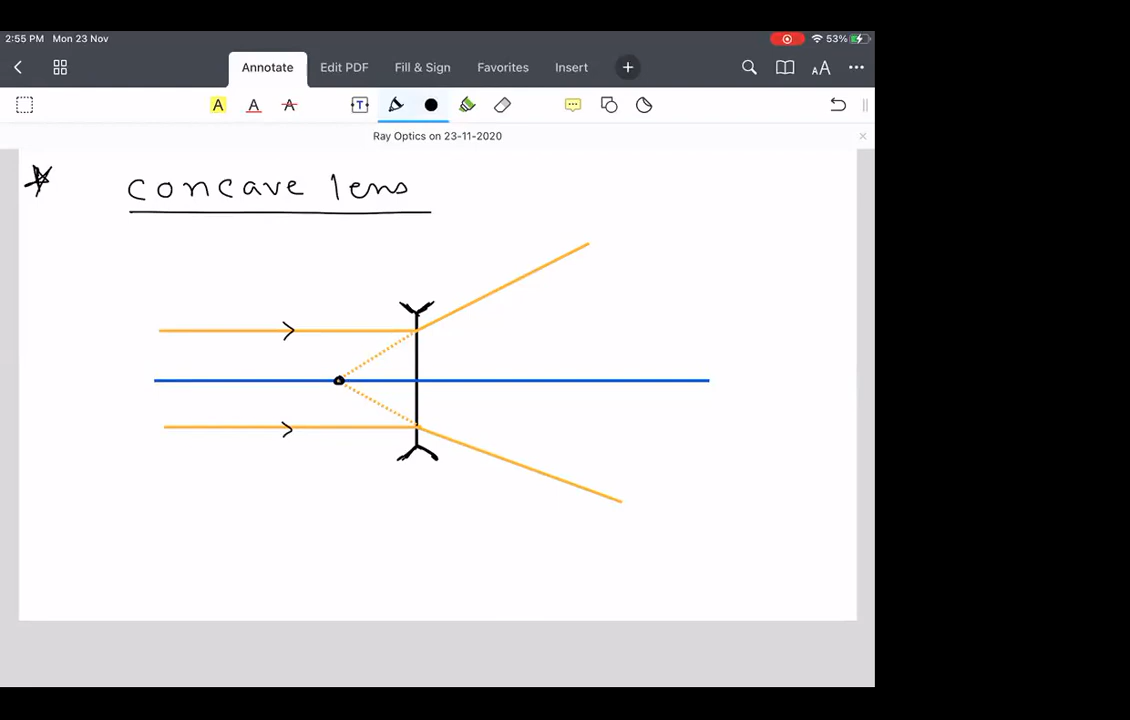 2:55 PM Mon 23 Nov
53%
Annotate Edit PDF Fill & Sign Favorites Insert +
AA
A A A T
Ray Optics on 23-11-2020
concave lens